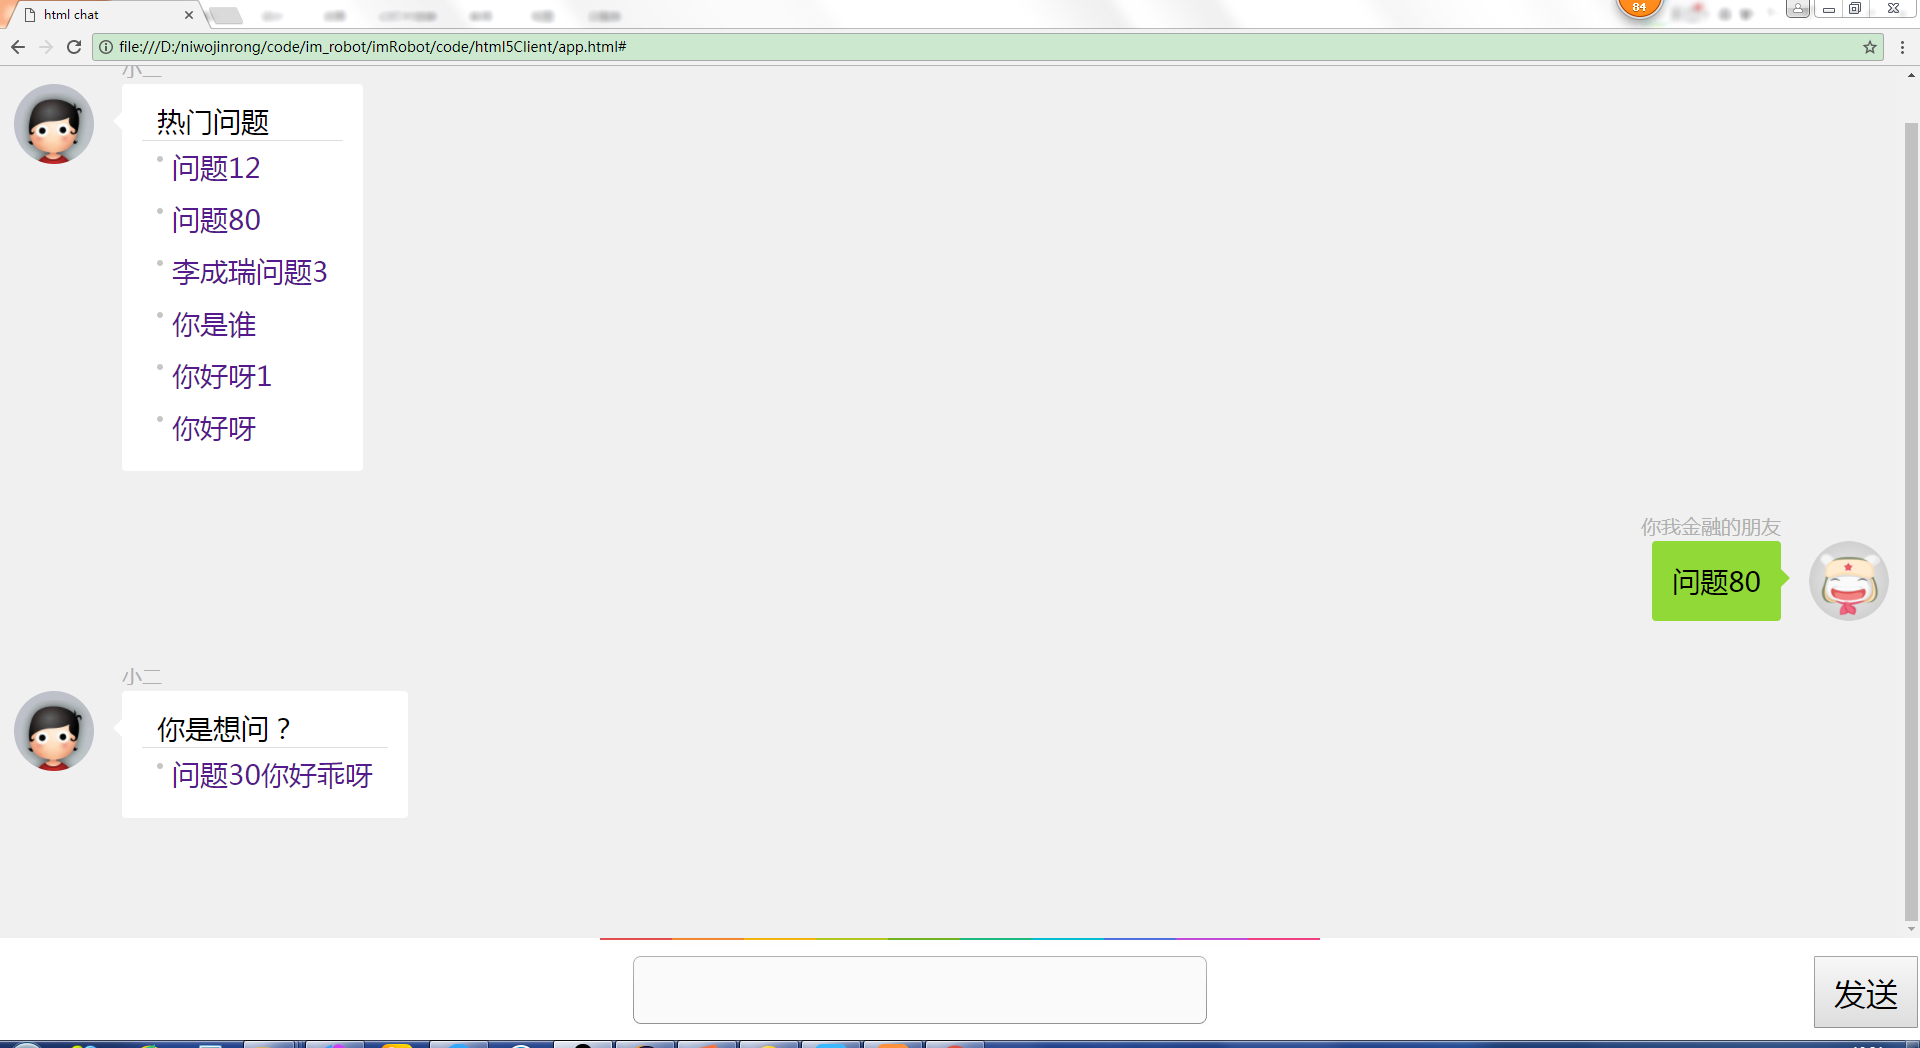 html chat
84
file:///D:/niwojinrong/code/im_robot/imRobot/code/html5Client/app.html#
小二
热门问题
问题12
问题80
李成瑞问题3
你是谁
你好呀1
你好呀
你我金融的朋友
问题80
小二
你是想问？
问题30你好乖呀
发送